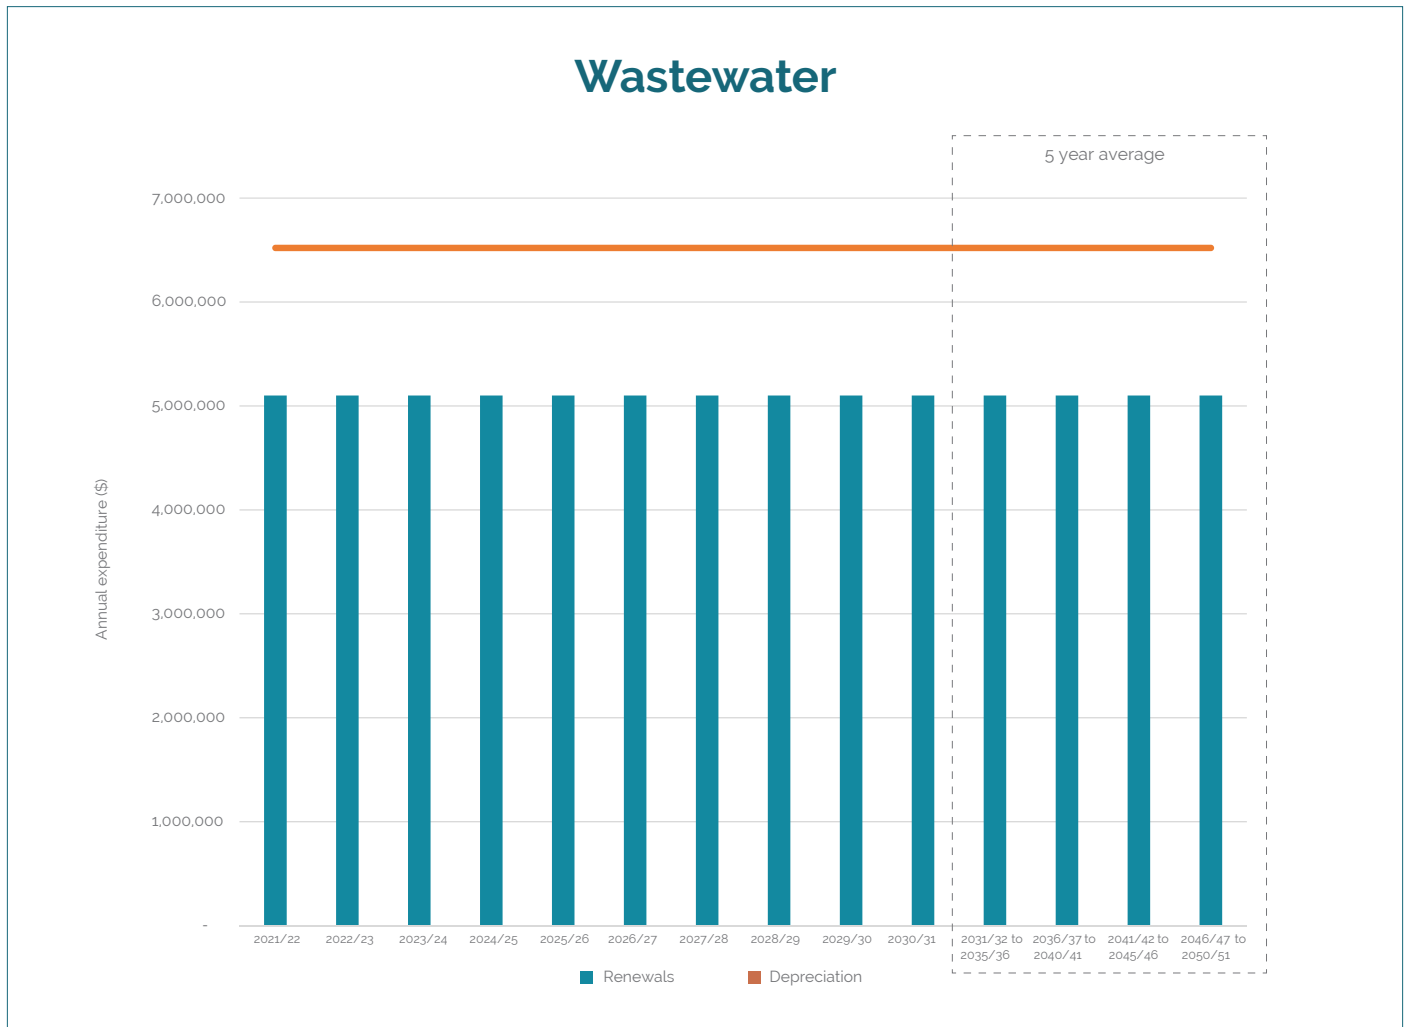 Wastewater
5 year average
7,000,000
6,000,000
5,000,000
4,000,000
3,000,000
2,000,000
1,000,000
-
Annual expenditure ($)
2021/22
2022/23
2023/24
2024/25
2025/26
2026/27
2027/28
2028/29
2029/30
2030/31
2031/32 to
2035/36
2036/37 to
2040/41
2041/42 to
2045/46
2046/47 to
2050/51
Renewals
Depreciation